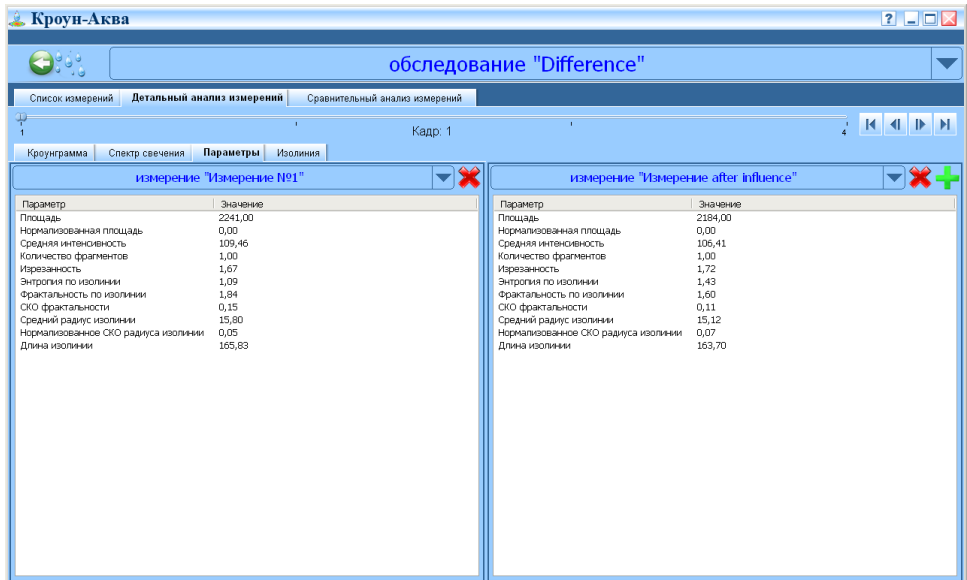 Кроун-Аква
?
обследование "Difference"
Список измерений Детальный анализ измерений Сравнительный анализ измерений
1 Кадр: 1 4
Кроунграмма Спектр свечения Параметры Изолиния
измерение "Измерение №1"
Параметр Значение
Площадь 2241,00
Нормализованная площадь 0,00
Средняя интенсивность 109,46
Количество фрагментов 1,00
Изрезанность 1,67
Энтропия по изолинии 1,09
Фрактальность по изолинии 1,84
СКО фрактальности 0,15
Средний радиус изолинии 15,80
Нормализованное СКО радиуса изолинии 0,05
Длина изолинии 165,83
измерение "Измерение after influence"
Параметр Значение
Площадь 2184,00
Нормализованная площадь 0,00
Средняя интенсивность 106,41
Количество фрагментов 1,00
Изрезанность 1,72
Энтропия по изолинии 1,43
Фрактальность по изолинии 1,60
СКО фрактальности 0,11
Средний радиус изолинии 15,12
Нормализованное СКО радиуса изолинии 0,07
Длина изолинии 163,70